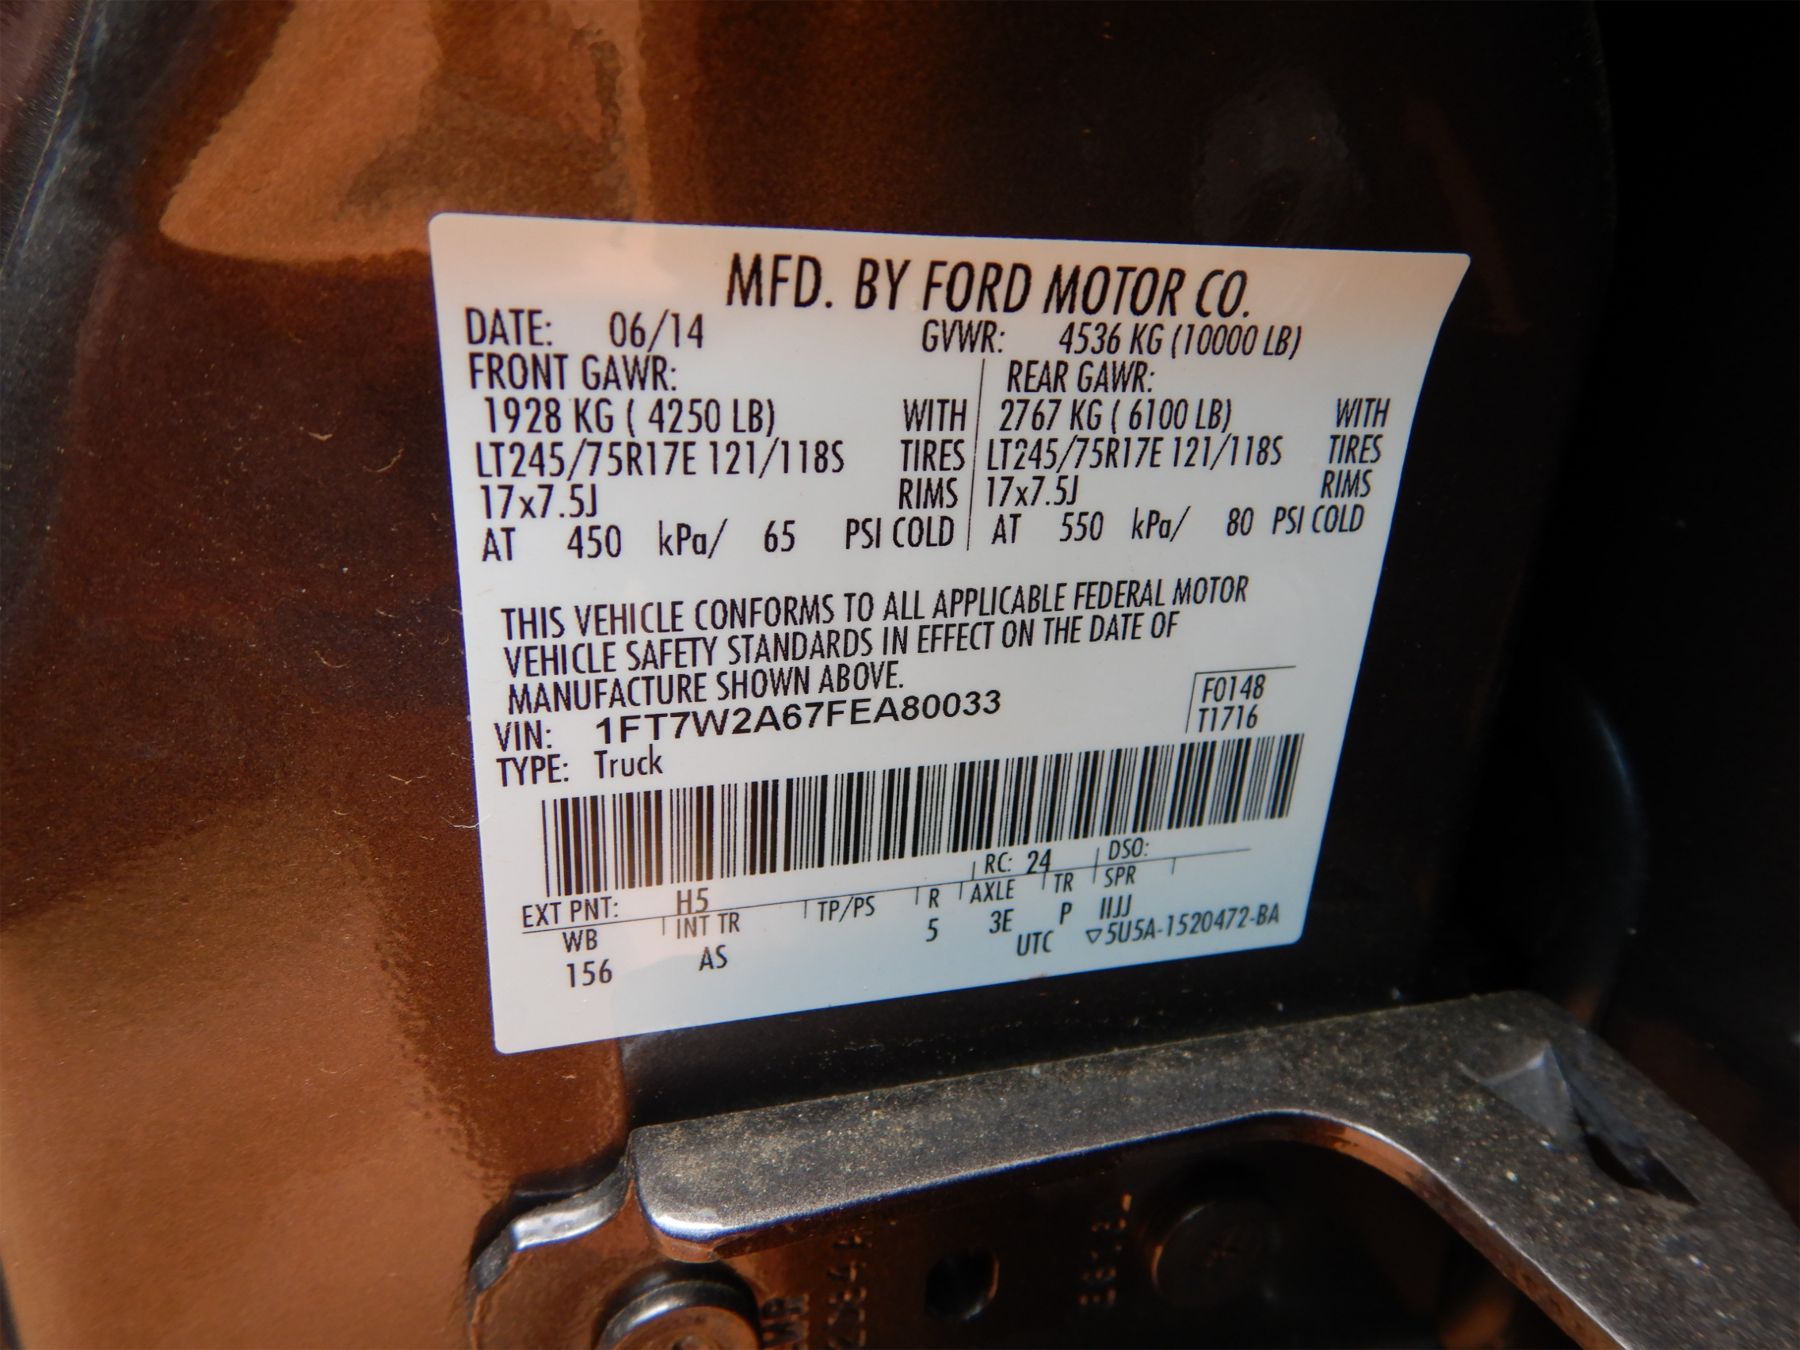 MFD. BY FORD MOTOR CO.
DATE: 06/14 GVWR: 4536 KG (10000 LB)
FRONT GAWR: REAR GAWR:
1928 KG ( 4250 LB) WITH 2767 KG ( 6100 LB) WITH
LT245/75R17E 121/118S TIRES LT245/75R17E 121/118S TIRES
17x7.5J RIMS 17x7.5J RIMS
AT 450 kPa/ 65 PSI COLD AT 550 kPa/ 80 PSI COLD
THIS VEHICLE CONFORMS TO ALL APPLICABLE FEDERAL MOTOR
VEHICLE SAFETY STANDARDS IN EFFECT ON THE DATE OF
MANUFACTURE SHOWN ABOVE.
VIN: 1FT7W2A67FEA80033
F0148
T1716
TYPE: Truck
EXT PNT: H5 RC: 24 DSO:
WB INT TR TP/PS R AXLE TR SPR
156 AS 5 3E P IIJJ
UTC ▽5U5A-1520472-BA